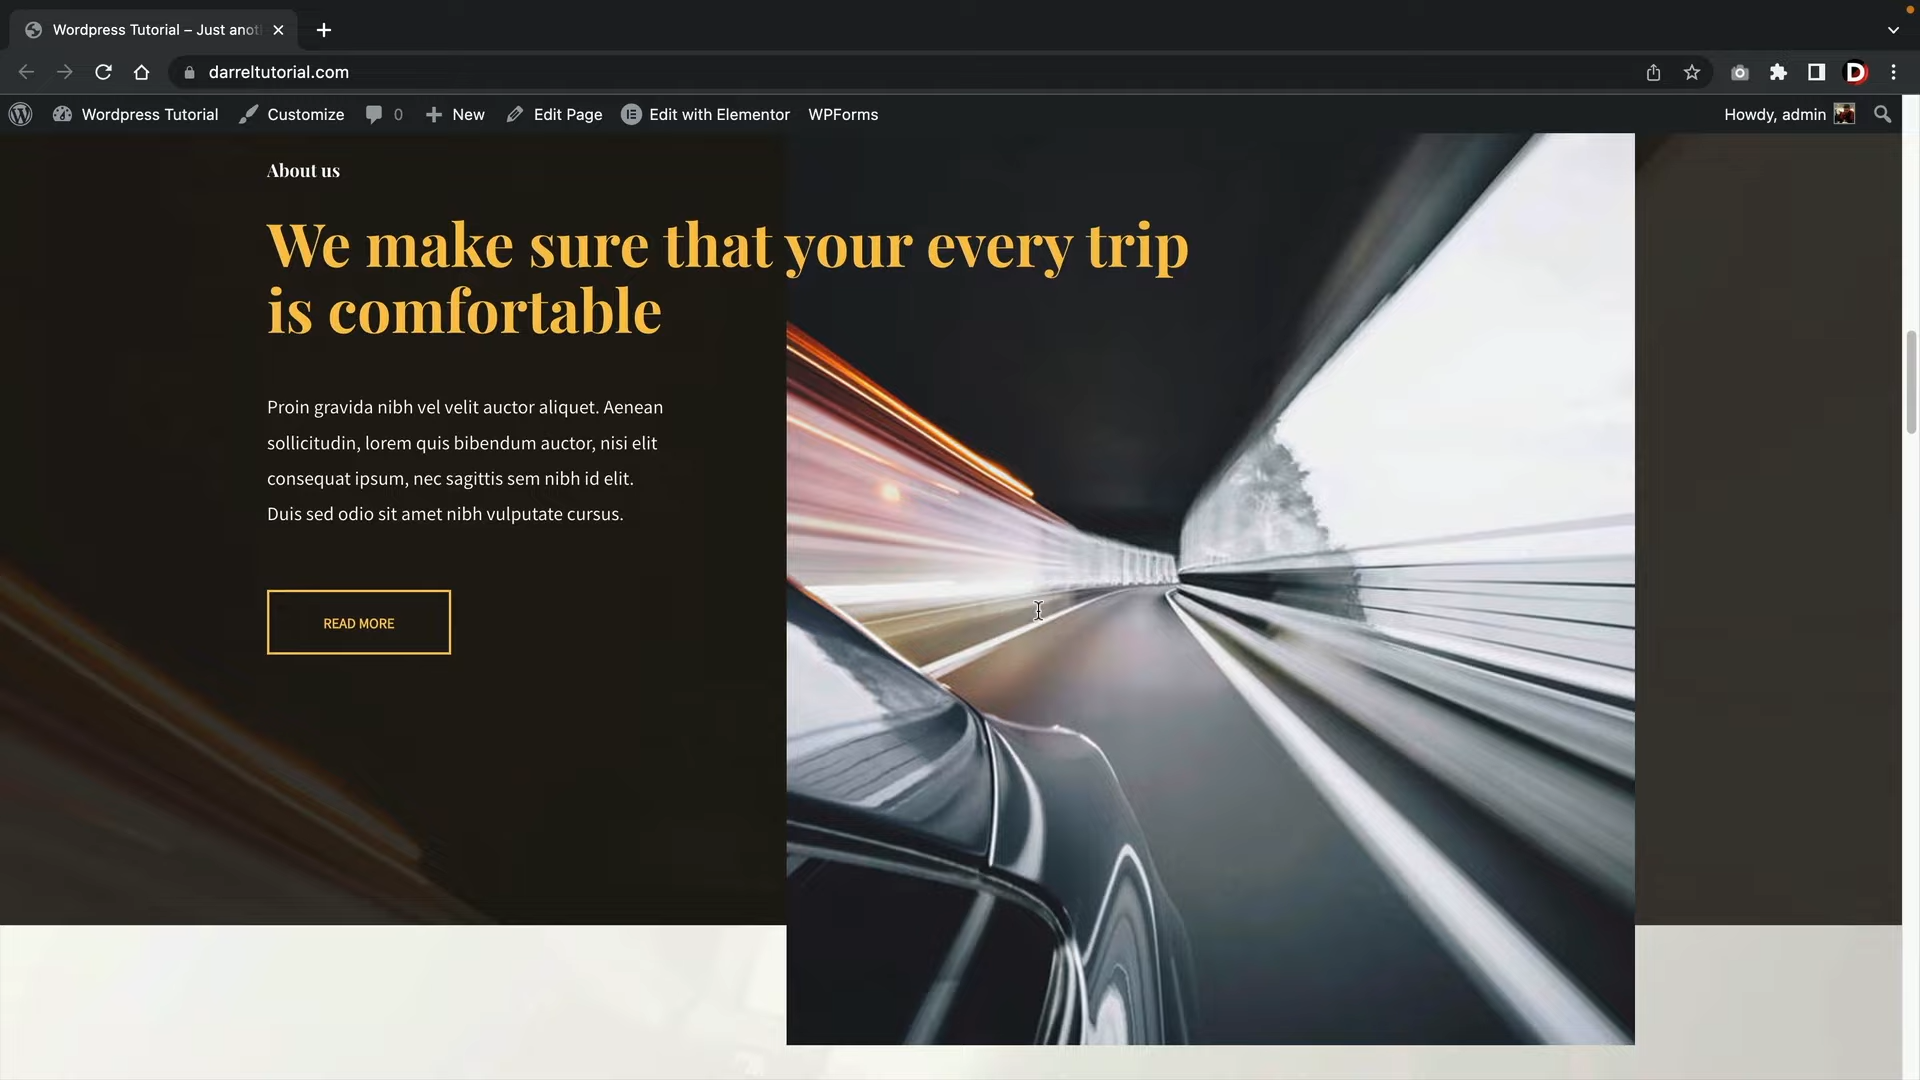 Wordpress Tutorial – Just anot
darreltutorial.com
D
Wordpress Tutorial
Customize
0
New
Edit Page
Edit with Elementor
WPForms
Howdy, admin
About us
We make sure that your every trip
is comfortable
Proin gravida nibh vel velit auctor aliquet. Aenean
sollicitudin, lorem quis bibendum auctor, nisi elit
consequat ipsum, nec sagittis sem nibh id elit.
Duis sed odio sit amet nibh vulputate cursus.
READ MORE